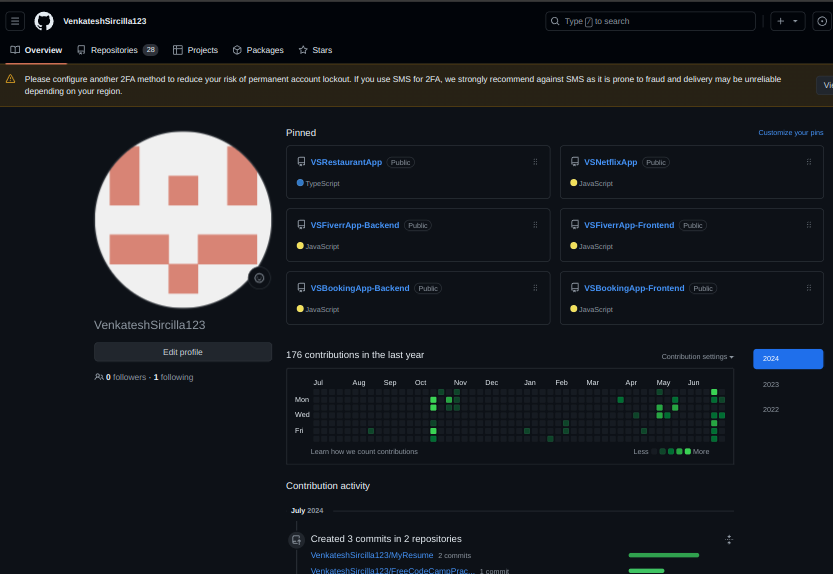 VenkateshSircilla123
Type / to search
Overview
Repositories 28
Projects
Packages
Stars
Please configure another 2FA method to reduce your risk of permanent account lockout. If you use SMS for 2FA, we strongly recommend against SMS as it is prone to fraud and delivery may be unreliable
depending on your region.
Pinned
Customize your pins
VSRestaurantApp Public
TypeScript
VSNetflixApp Public
JavaScript
VSFiverrApp-Backend Public
JavaScript
VSFiverrApp-Frontend Public
JavaScript
VSBookingApp-Backend Public
JavaScript
VSBookingApp-Frontend Public
JavaScript
VenkateshSircilla123
Edit profile
0 followers · 1 following
176 contributions in the last year
Contribution settings
2024
2023
2022
Jul Aug Sep Oct Nov Dec Jan Feb Mar Apr May Jun
Mon
Wed
Fri
Learn how we count contributions
Less More
Contribution activity
July 2024
Created 3 commits in 2 repositories
VenkateshSircilla123/MyResume 2 commits
VenkateshSircilla123/FreeCodeCampPrac... 1 commit